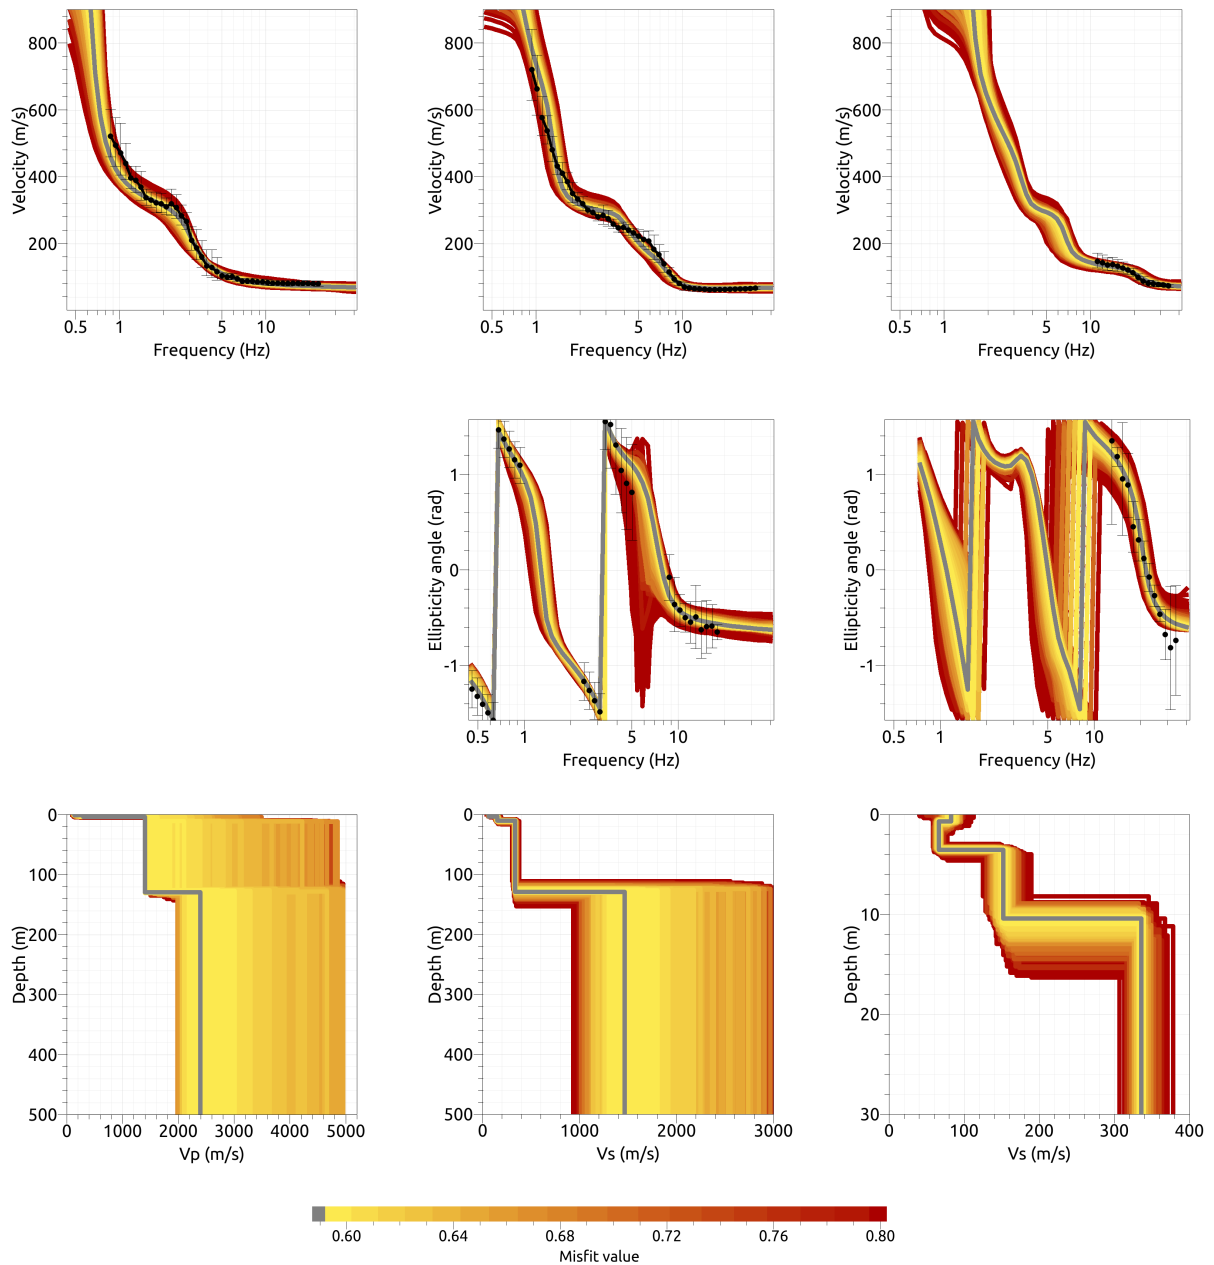 800
600
400
200
Velocity (m/s)
0.5 1 5 10
Frequency (Hz)
800
600
400
200
Velocity (m/s)
0.5 1 5 10
Frequency (Hz)
800
600
400
200
Velocity (m/s)
0.5 1 5 10
Frequency (Hz)
1
0
-1
Ellipticity angle (rad)
0.5 1 5 10
Frequency (Hz)
1
0
-1
Ellipticity angle (rad)
0.5 1 5 10
Frequency (Hz)
0
100
200
300
400
500
Depth (m)
0 1000 2000 3000 4000 5000
Vp (m/s)
0
100
200
300
400
500
Depth (m)
0 1000 2000 3000
Vs (m/s)
0
10
20
30
Depth (m)
0 100 200 300 400
Vs (m/s)
0.60 0.64 0.68 0.72 0.76 0.80
Misfit value